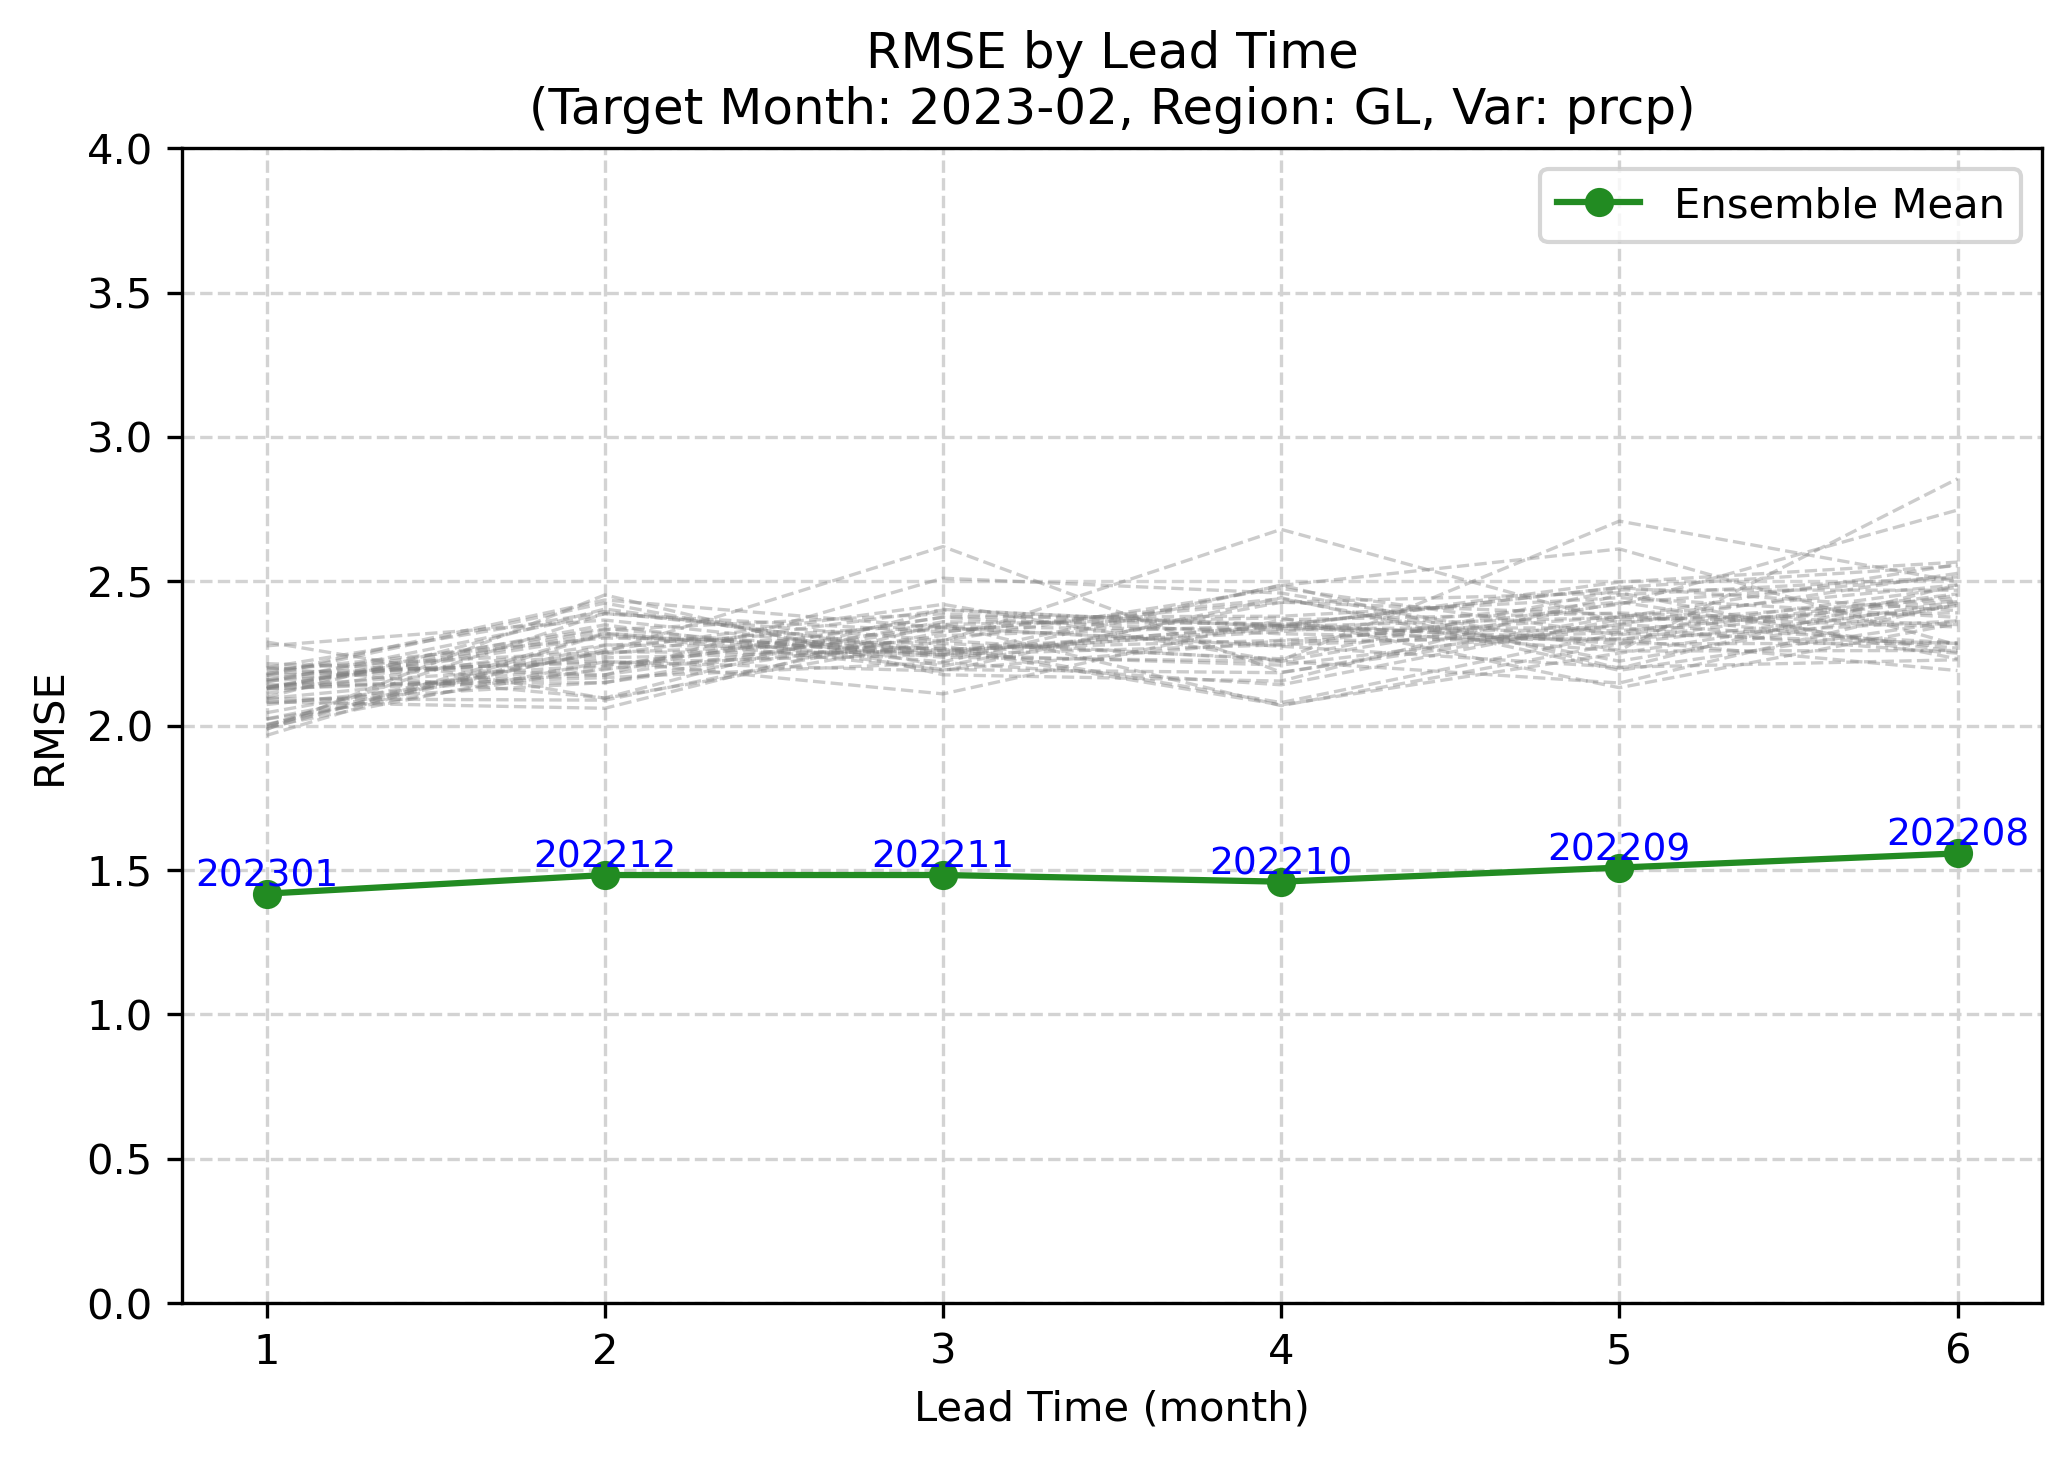 RMSE by Lead Time
(Target Month: 2023-02, Region: GL, Var: prcp)
4.0
3.5
3.0
2.5
2.0
1.5
1.0
0.5
0.0
RMSE
Ensemble Mean
202301
202212
202211
202210
202209
202208
1 2 3 4 5 6
Lead Time (month)